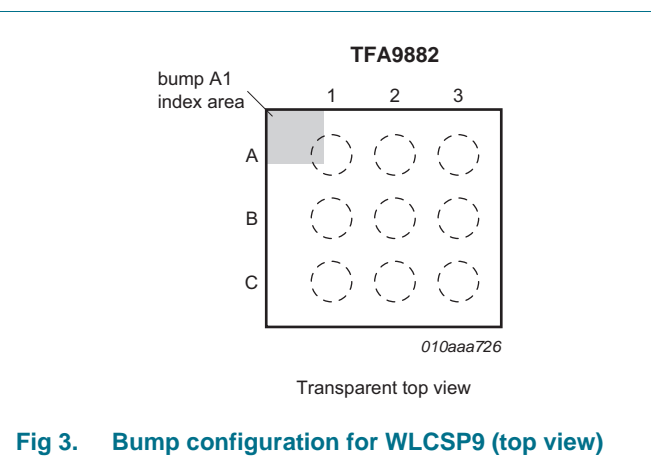 TFA9882
bump A1
index area
1 2 3
A
B
C
010aaa726
Transparent top view
Fig 3. Bump configuration for WLCSP9 (top view)